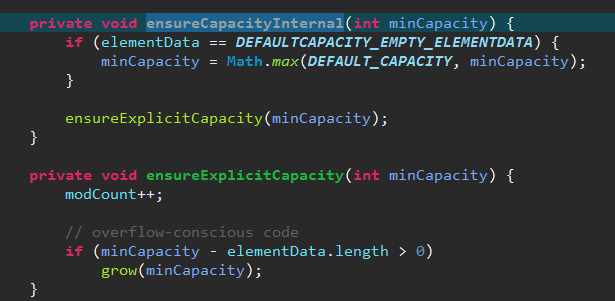 private void ensureCapacityInternal(int minCapacity) {
if (elementData == DEFAULTCAPACITY_EMPTY_ELEMENTDATA) {
minCapacity = Math.max(DEFAULT_CAPACITY, minCapacity);
}
ensureExplicitCapacity(minCapacity);
}
private void ensureExplicitCapacity(int minCapacity) {
modCount++;
// overflow-conscious code
if (minCapacity - elementData.length > 0)
grow(minCapacity);
}